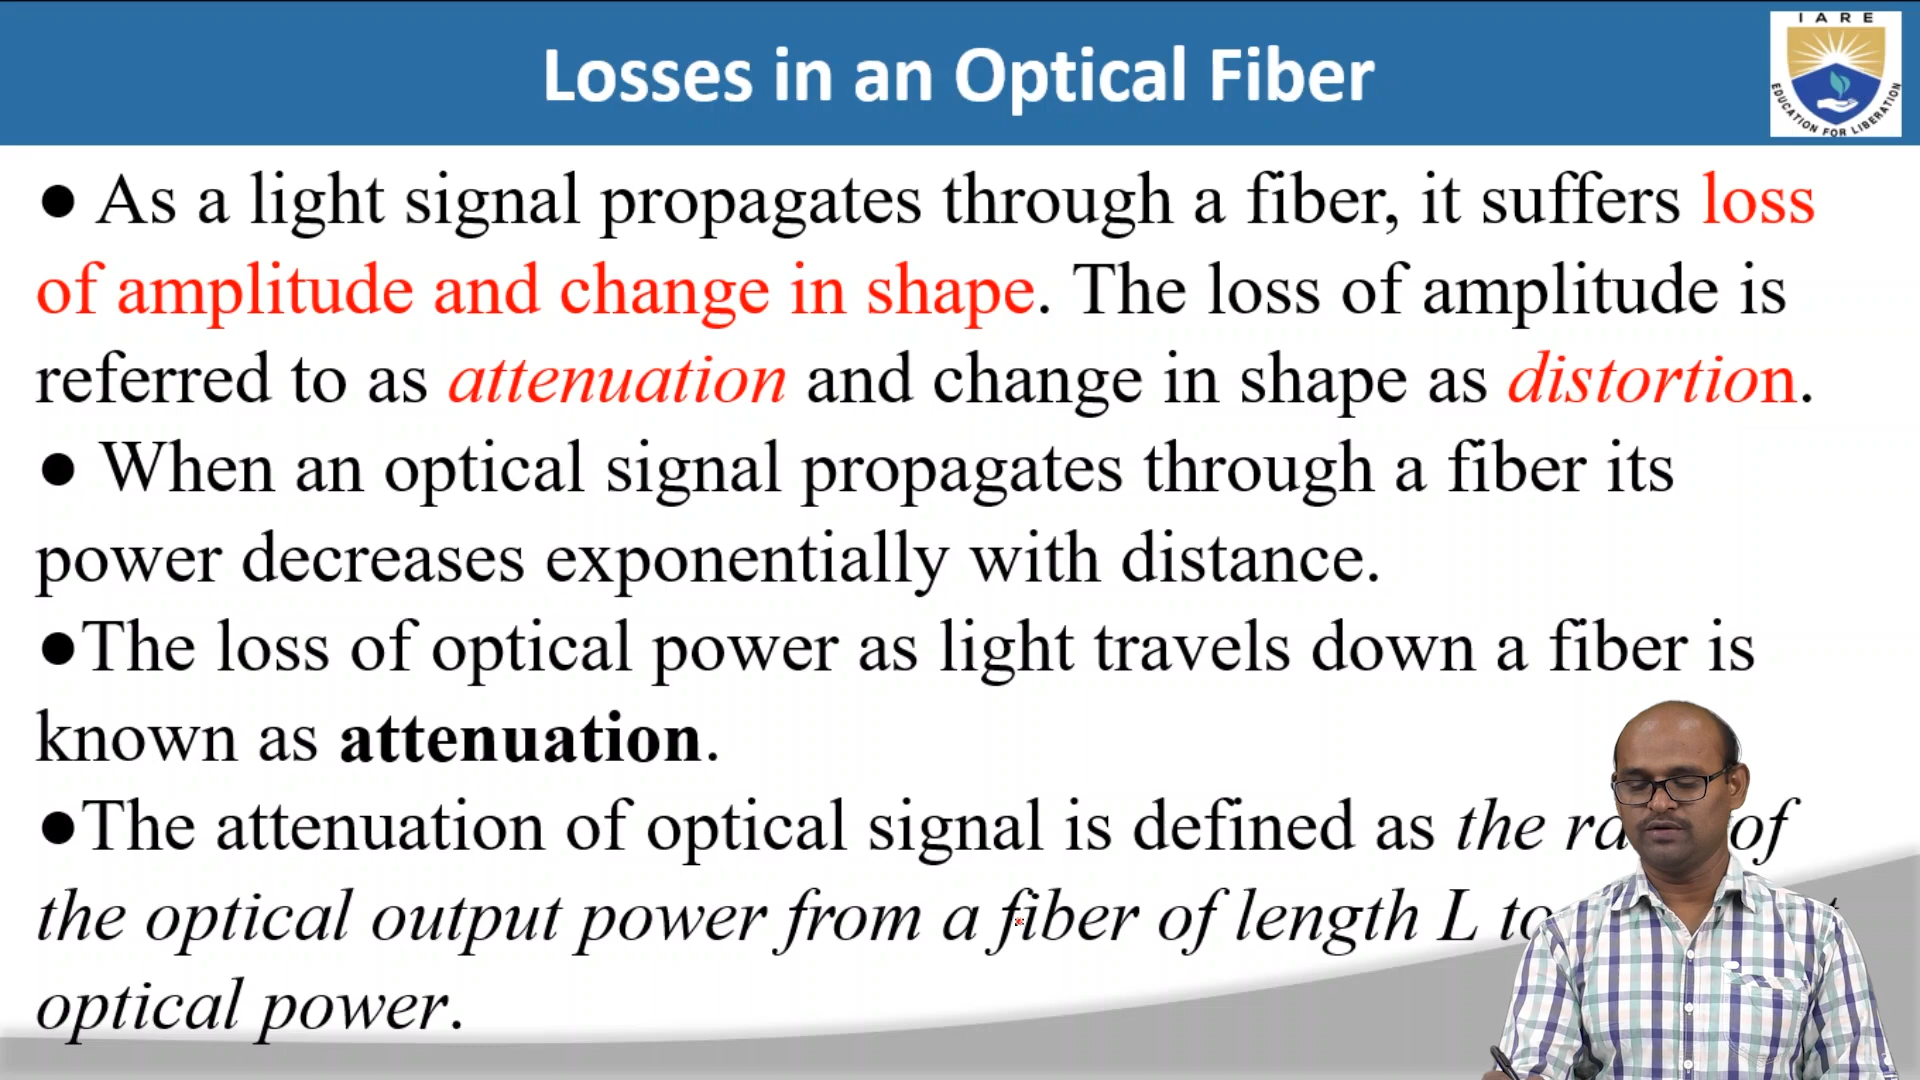 Losses in an Optical Fiber
IARE
EDUCATION FOR LIBERATION
● As a light signal propagates through a fiber, it suffers loss
of amplitude and change in shape. The loss of amplitude is
referred to as attenuation and change in shape as distortion.
● When an optical signal propagates through a fiber its
power decreases exponentially with distance.
●The loss of optical power as light travels down a fiber is
known as attenuation.
●The attenuation of optical signal is defined as the of
the optical output power from a fiber of length L to
optical power.